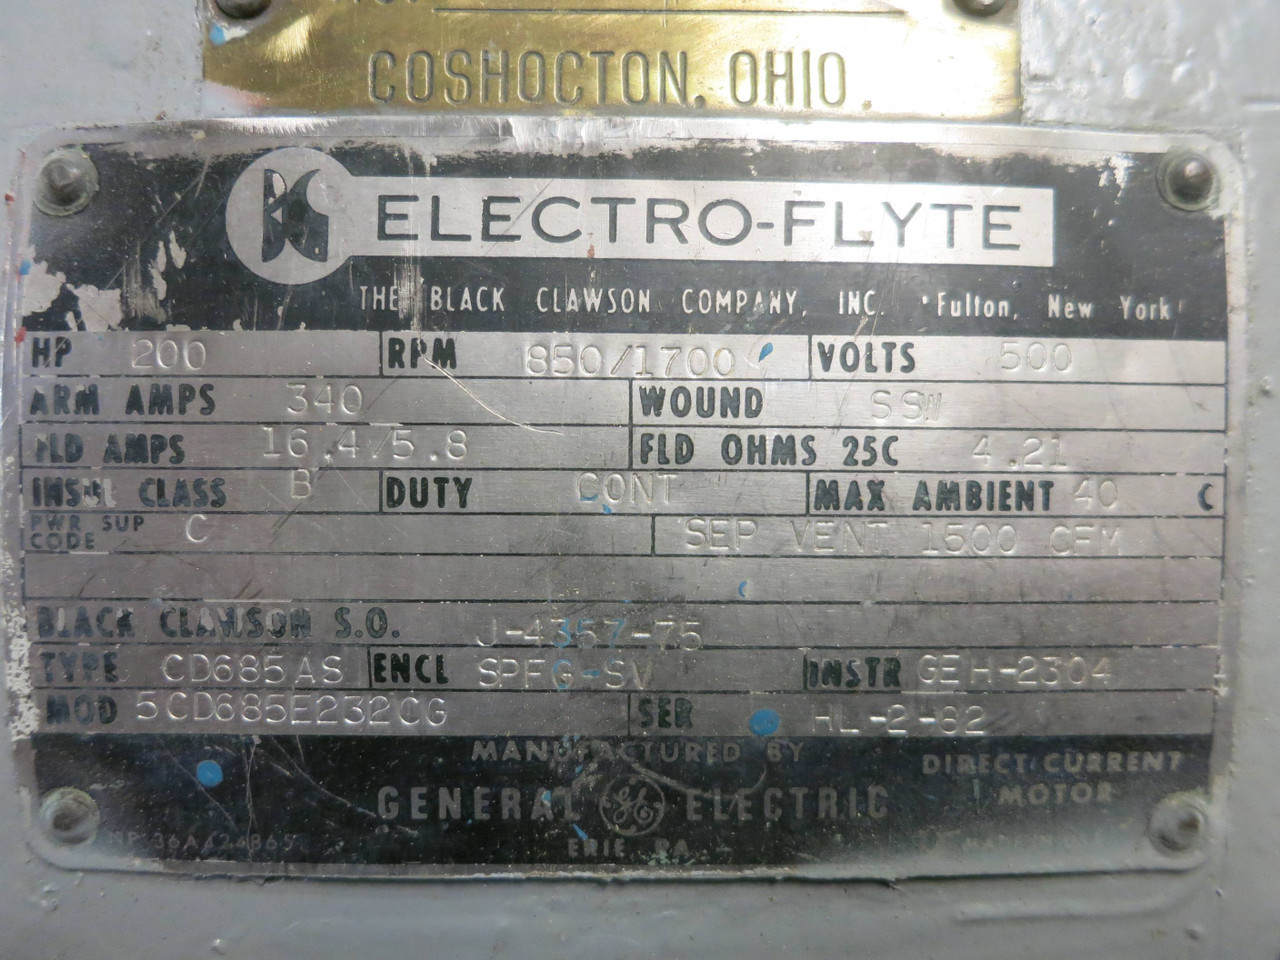 COSHOCTON, OHIO
ELECTRO-FLYTE
THE BLACK CLAWSON COMPANY, INC. Fulton, New York
HP 200 RPM 850/1700 VOLTS 500
ARM AMPS 340 WOUND SSW
FLD AMPS 16.4/5.8 FLD OHMS 25C 4.21
INSUL CLASS B DUTY CONT MAX AMBIENT 40 C
PWR SUP CODE C SEP VENT 1500 CFM
BLACK CLAWSON S.O. J-4357-75
TYPE CD685AS ENCL SPFG-SV INSTR GEH-2304
MOD 5CD685E232CG SER HL-2-82
MANUFACTURED BY
DIRECT CURRENT MOTOR
GENERAL GE ELECTRIC
ERIE, PA.